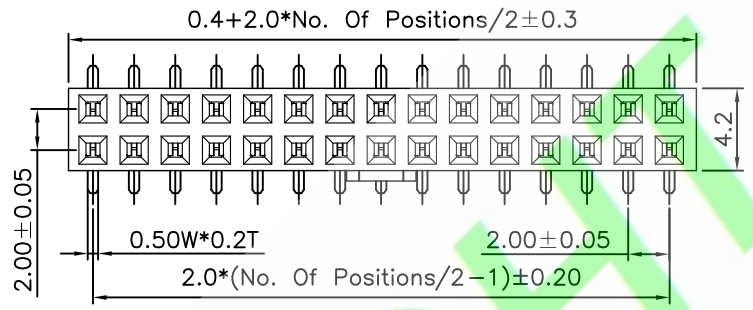 0.4+2.0*No. Of Positions/2±0.3
4.2
2.00±0.05
0.50W*0.2T
2.00±0.05
2.0*(No. Of Positions/2-1)±0.20